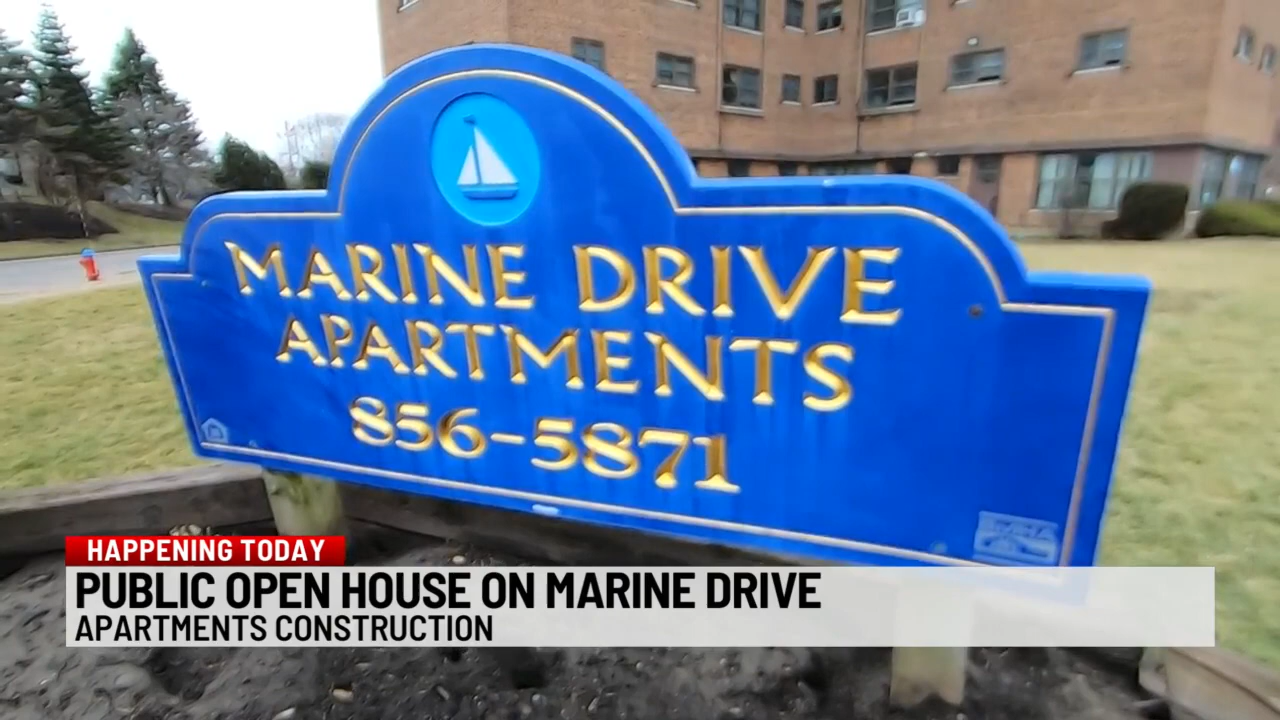 MARINE DRIVE
APARTMENTS
856-5871
HAPPENING TODAY
PUBLIC OPEN HOUSE ON MARINE DRIVE
APARTMENTS CONSTRUCTION